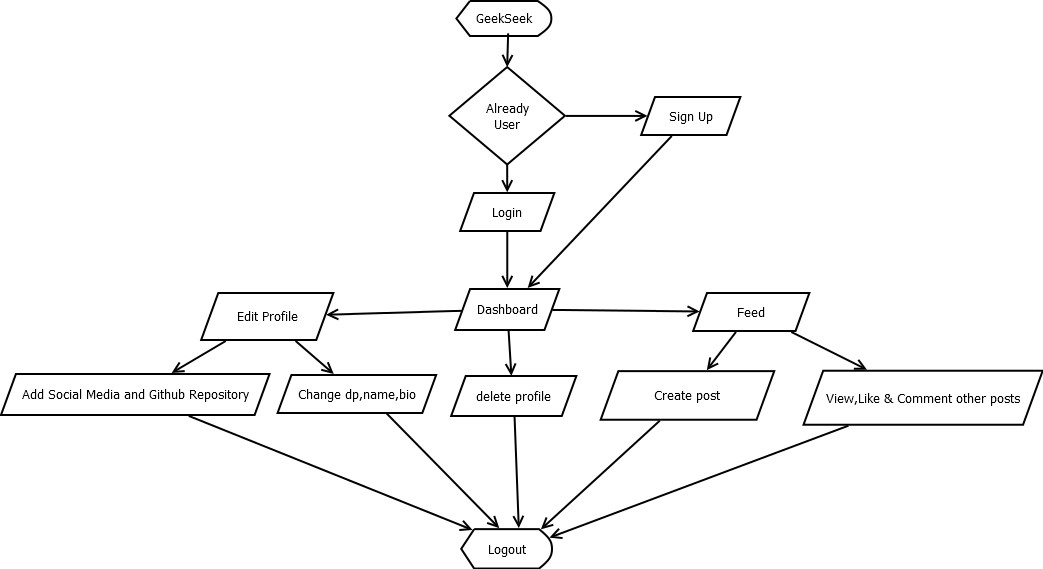 GeekSeek
Already
User
Sign Up
Login
Dashboard
Edit Profile
Feed
Add Social Media and Github Repository
Change dp,name,bio
delete profile
Create post
View,Like & Comment other posts
Logout